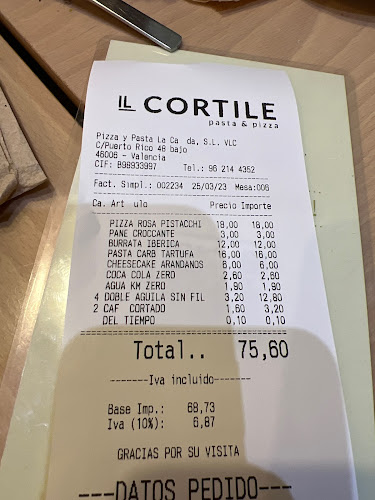 IL CORTILE
pasta & pizza
Pizza y Pasta La Ca da, S.L. VLC
C/Puerto Rico 48 bajo
46006 - Valencia
CIF: B98933997 Tel.: 96 214 4352
Fact. Simpl.: 002234 25/03/23 Mesa:006
Ca. Art ulo Precio Importe
PIZZA ROSA PISTACCHI 18,00 18,00
PANE CROCCANTE 3,00 3,00
BURRATA IBERICA 12,00 12,00
PASTA CARB TARTUFA 16,00 16,00
CHEESECAKE ARANDANOS 6,00 6,00
COCA COLA ZERO 2,60 2,60
AGUA KM ZERO 1,90 1,90
4 DOBLE AGUILA SIN FIL 3,20 12,80
2 CAF CORTADO 1,60 3,20
DEL TIEMPO 0,10 0,10
Total.. 75,60
-------Iva incluido-------
Base Imp.: 68,73
Iva (10%): 6,87
GRACIAS POR SU VISITA
---DATOS PEDIDO---